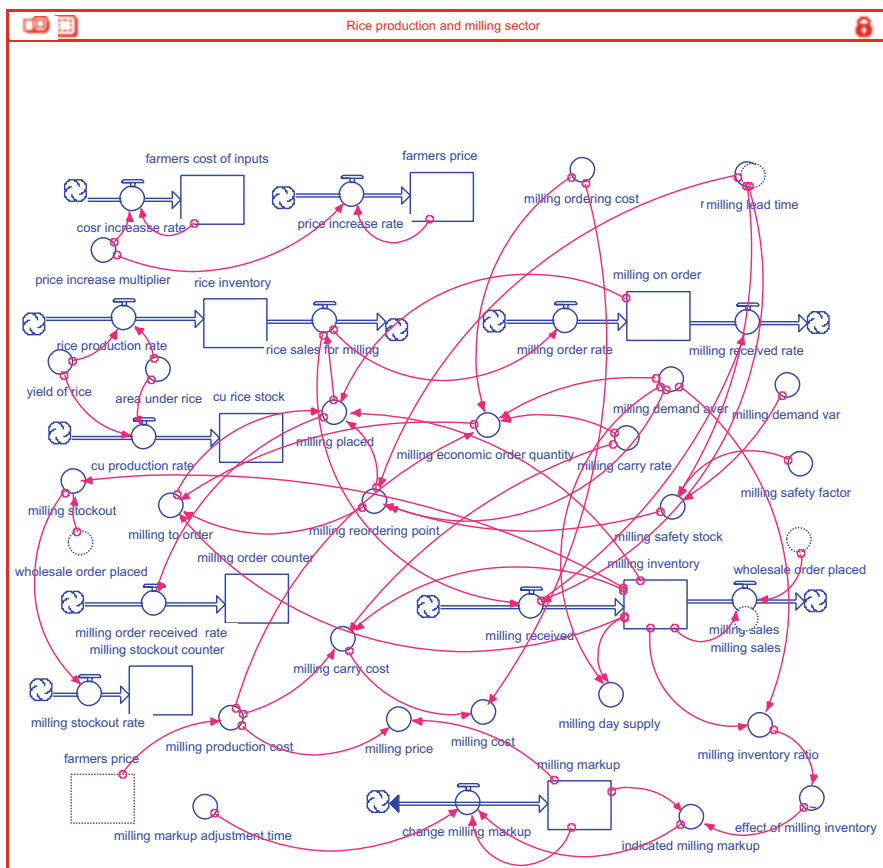 Rice production and milling sector
farmers cost of inputs
farmers price
cosr increasse rate
price increase rate
milling ordering cost
milling lead time
price increase multiplier
rice inventory
milling on order
rice production rate
rice sales for milling
milling order rate
milling received rate
yield of rice
area under rice
cu rice stock
milling placed
milling demand aver
milling demand var
cu production rate
milling economic order quantity
milling carry rate
milling stockout
milling to order
milling reordering point
milling safety factor
milling safety stock
wholesale order placed
milling order counter
milling inventory
wholesale order placed
milling order received rate
milling received
milling sales
milling stockout counter
milling carry cost
milling sales
milling stockout rate
milling production cost
milling price
milling cost
milling day supply
milling inventory ratio
farmers price
milling markup
milling markup adjustment time
change milling markup
indicated milling markup
effect of milling inventory